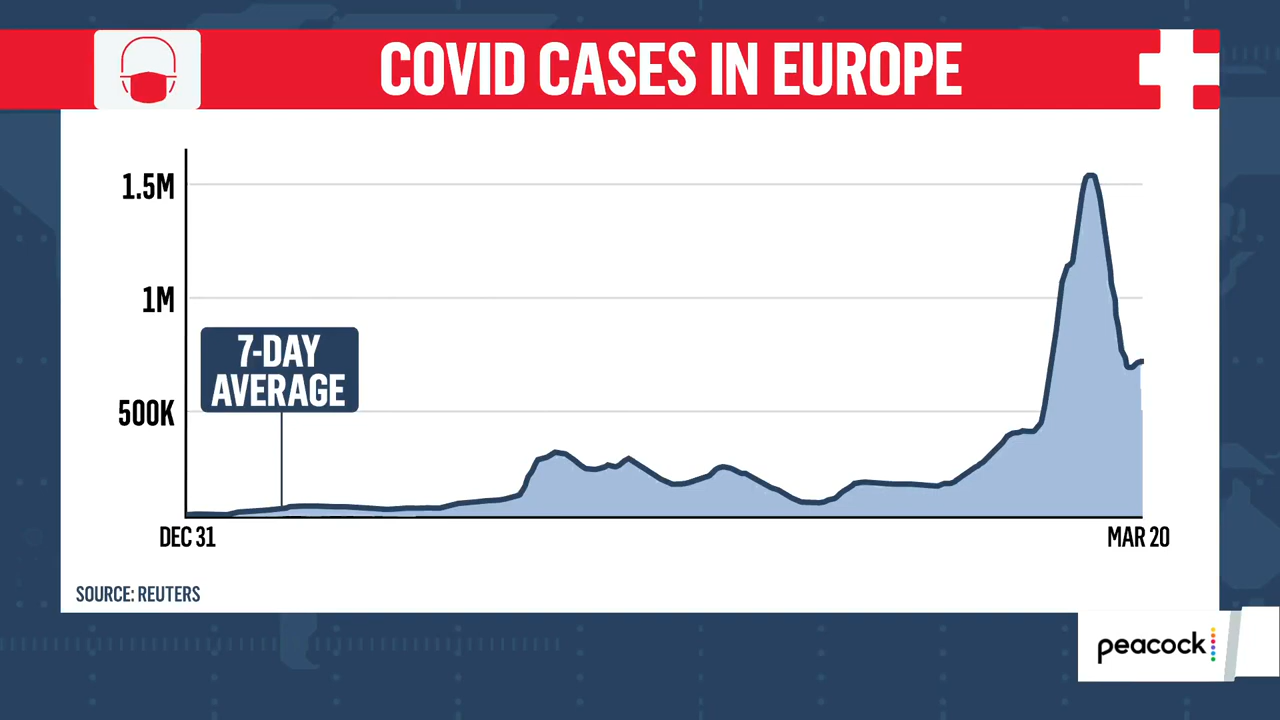 COVID CASES IN EUROPE
1.5M
1M
7-DAY
AVERAGE
500K
DEC 31
MAR 20
SOURCE: REUTERS
peacock